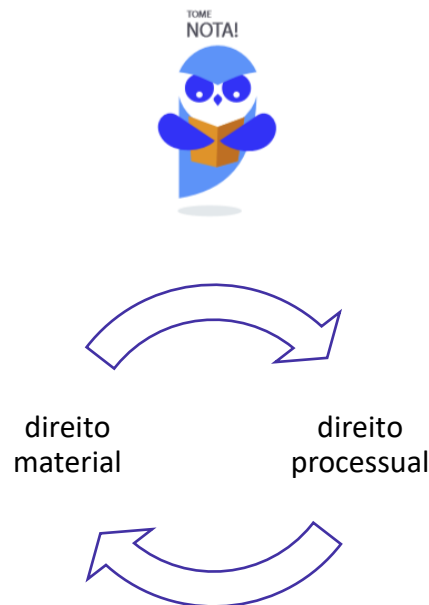 TOME
NOTA!
direito
material
direito
processual